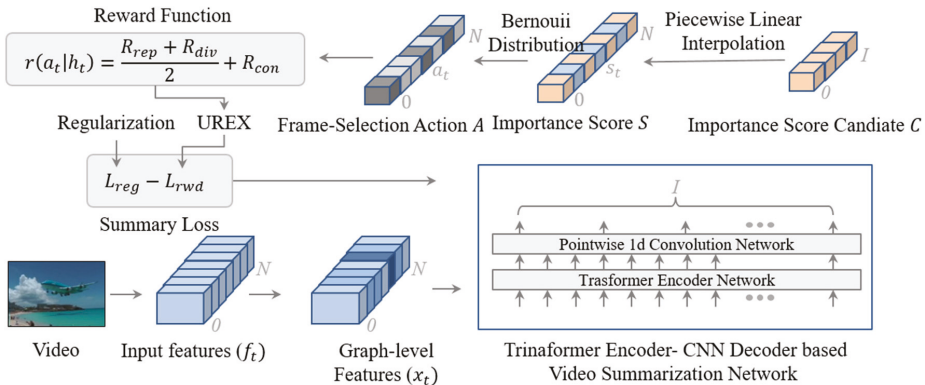 Reward Function
r(a_t|h_t) = (R_rep + R_div)/2 + R_con
Bernouii
Distribution
Piecewise Linear
Interpolation
N
a_t
0
N
s_t
0
I
0
Frame-Selection Action A
Importance Score S
Importance Score Candiate C
Regularization
UREX
L_reg − L_rwd
Summary Loss
I
Pointwise 1d Convolution Network
Trasformer Encoder Network
N
0
N
0
Video
Input features (f_t)
Graph-level
Features (x_t)
Trinaformer Encoder- CNN Decoder based
Video Summarization Network